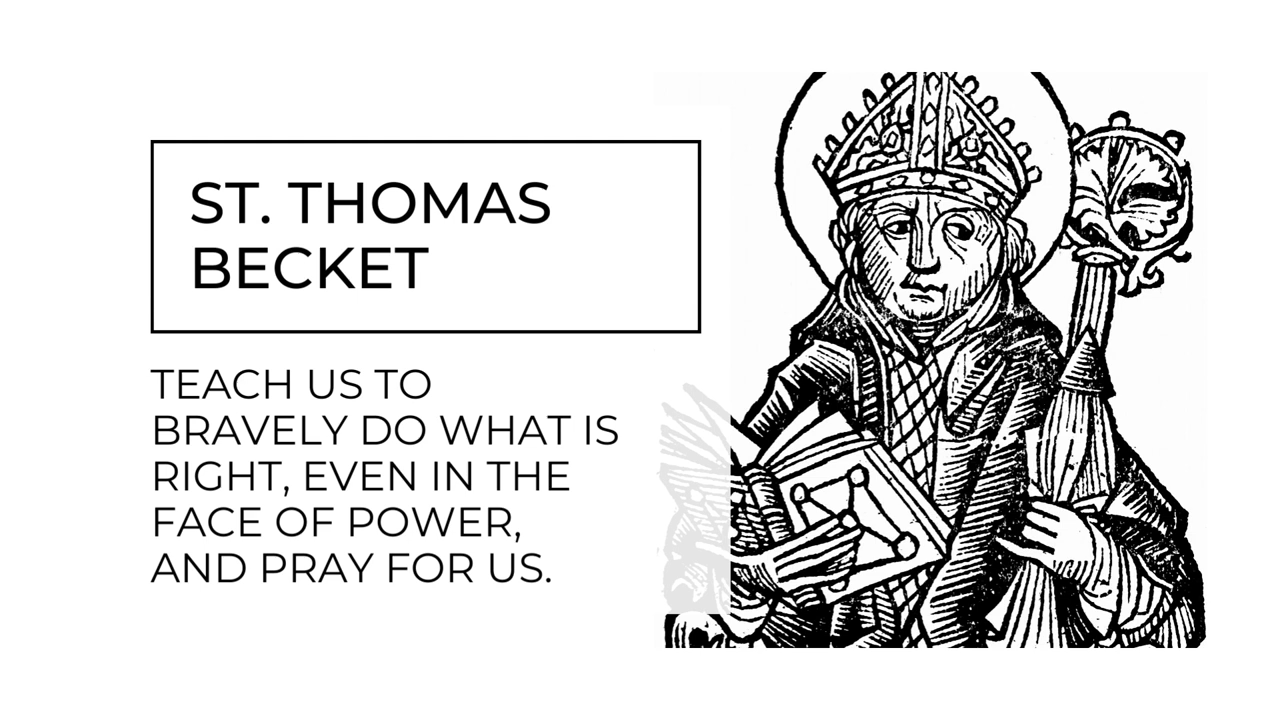 ST. THOMAS
BECKET
TEACH US TO
BRAVELY DO WHAT IS
RIGHT, EVEN IN THE
FACE OF POWER,
AND PRAY FOR US.